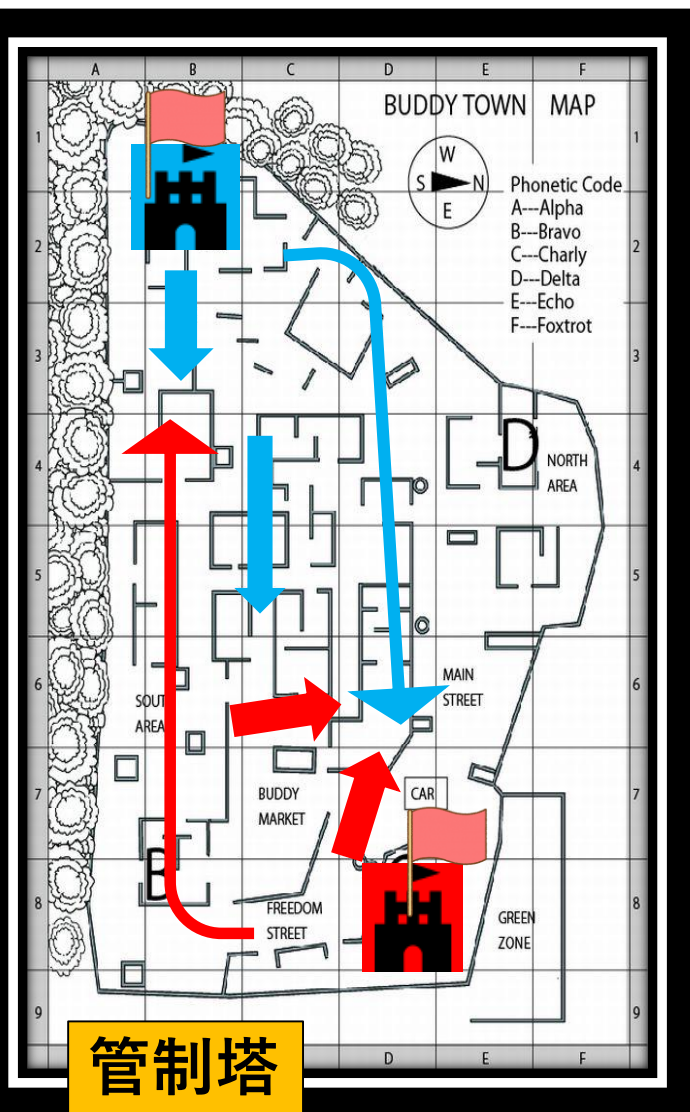 A B C D E F
BUDDY TOWN MAP
1 1
W
S N
E
Phonetic Code
A---Alpha
B---Bravo
C---Charly
D---Delta
E---Echo
F---Foxtrot
2 2
3 3
D
4 4
NORTH
AREA
5 5
MAIN
STREET
6 6
SOUT
AREA
7 7
BUDDY
MARKET
CAR
B
8 8
FREEDOM
STREET
GREEN
ZONE
9 9
D E F
管制塔